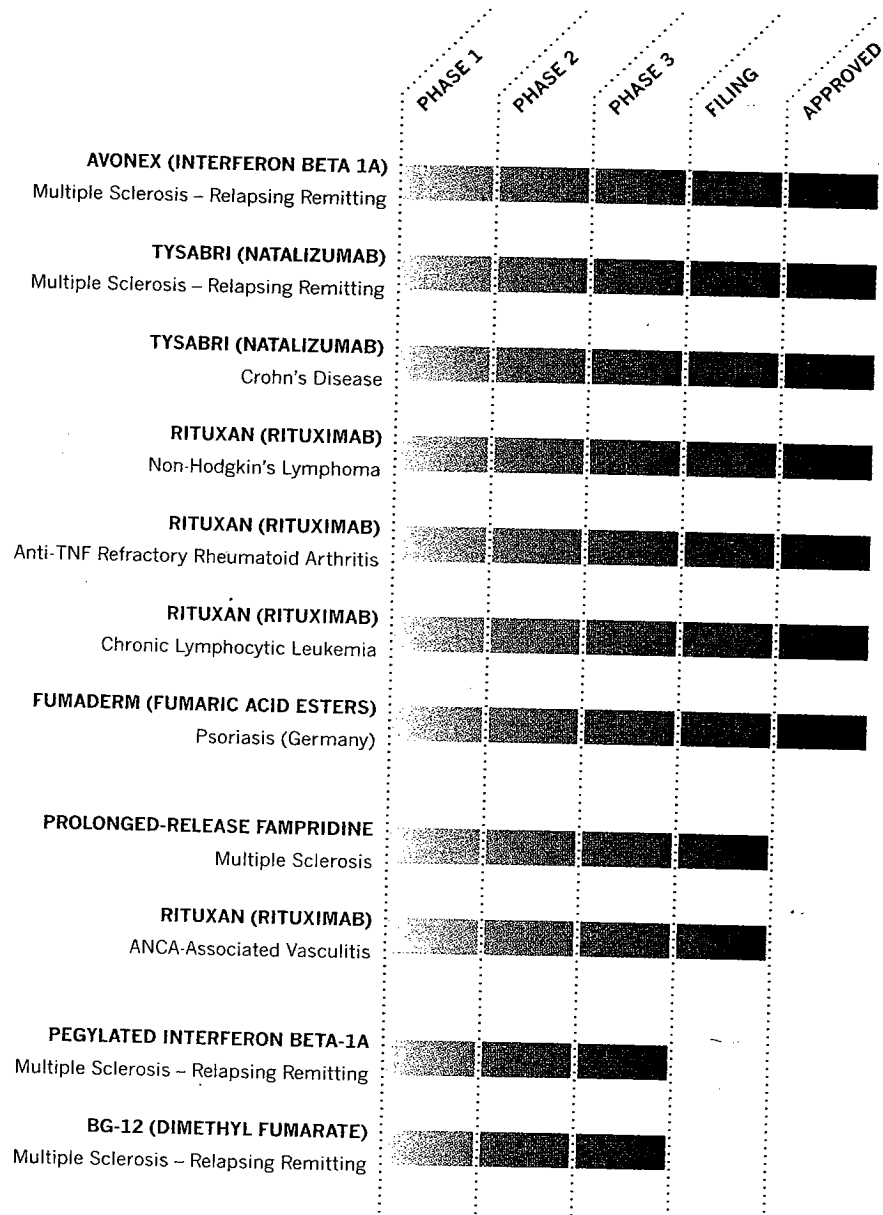 PHASE 1
PHASE 2
PHASE 3
FILING
APPROVED
AVONEX (INTERFERON BETA 1A)
Multiple Sclerosis – Relapsing Remitting
TYSABRI (NATALIZUMAB)
Multiple Sclerosis – Relapsing Remitting
TYSABRI (NATALIZUMAB)
Crohn's Disease
RITUXAN (RITUXIMAB)
Non-Hodgkin's Lymphoma
RITUXAN (RITUXIMAB)
Anti-TNF Refractory Rheumatoid Arthritis
RITUXAN (RITUXIMAB)
Chronic Lymphocytic Leukemia
FUMADERM (FUMARIC ACID ESTERS)
Psoriasis (Germany)
PROLONGED-RELEASE FAMPRIDINE
Multiple Sclerosis
RITUXAN (RITUXIMAB)
ANCA-Associated Vasculitis
PEGYLATED INTERFERON BETA-1A
Multiple Sclerosis – Relapsing Remitting
BG-12 (DIMETHYL FUMARATE)
Multiple Sclerosis – Relapsing Remitting